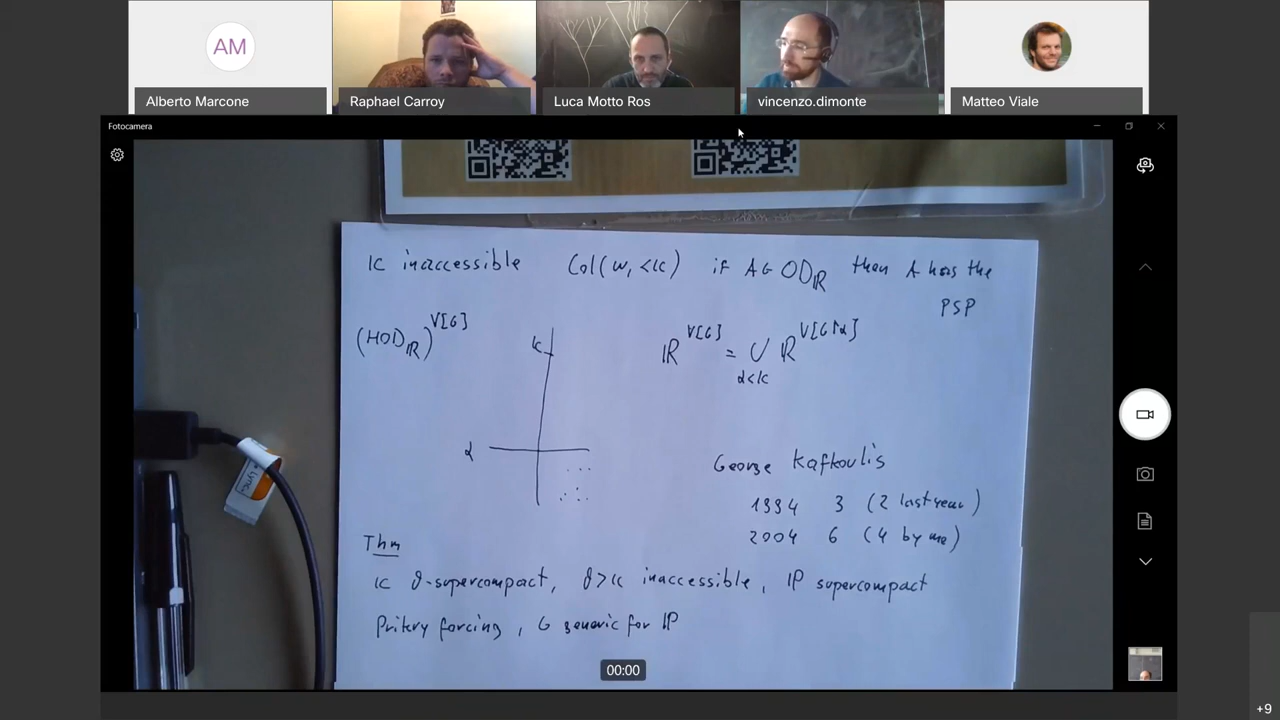 AM
Alberto Marcone
Raphael Carroy
Luca Motto Ros
vincenzo.dimonte
Matteo Viale
Fotocamera
κ inaccessible Col(ω, <κ) if A∈ OD_ℝ then A has the
PSP
(HOD_ℝ)^V[G]
κ
ℝ^V[G] = ∪_α<κ ℝ^V[G↾α]
α
George Kafkoulis
1994 3 (2 last year)
2004 6 (4 by me)
Thm
κ θ-supercompact, θ>κ inaccessible, ℙ supercompact
Prikry forcing, G generic for ℙ
00:00
+9